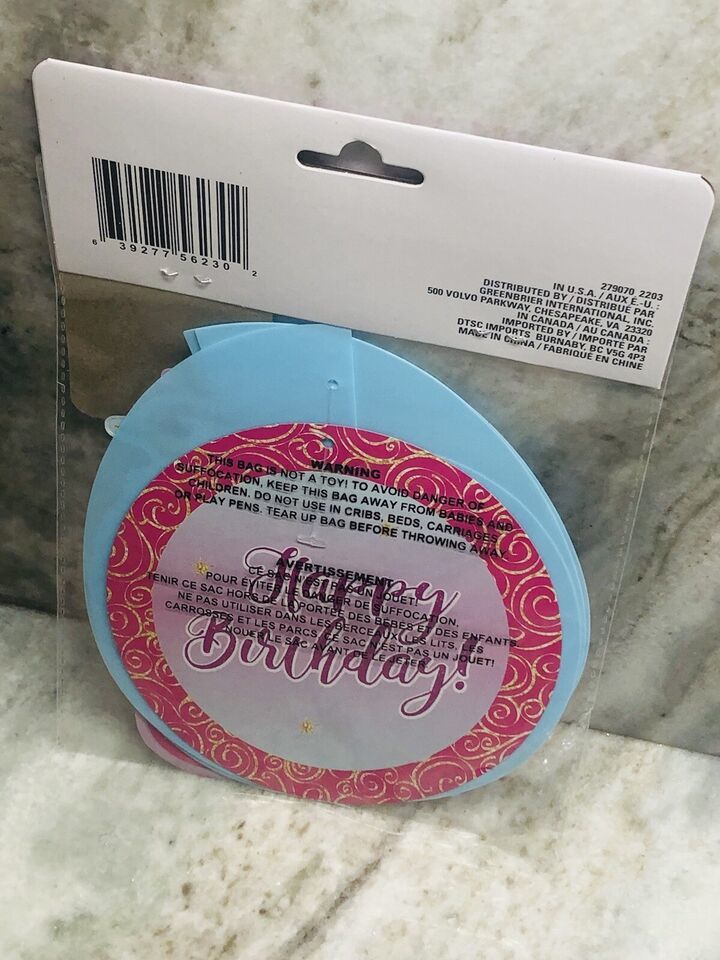 6 39277 56230 2
279070 2203
IN U.S.A. / AUX É.-U. :
DISTRIBUTED BY / DISTRIBUÉ PAR
GREENBRIER INTERNATIONAL, INC.
500 VOLVO PARKWAY, CHESAPEAKE, VA 23320
IN CANADA / AU CANADA :
IMPORTED BY / IMPORTÉ PAR
DTSC IMPORTS BURNABY, BC V5G 4P3
MADE IN CHINA / FABRIQUÉ EN CHINE
WARNING
THIS BAG IS NOT A TOY! TO AVOID DANGER OF
SUFFOCATION, KEEP THIS BAG AWAY FROM BABIES AND
CHILDREN. DO NOT USE IN CRIBS, BEDS, CARRIAGES
OR PLAY PENS. TEAR UP BAG BEFORE THROWING AWAY.
AVERTISSEMENT
CE SAC N'EST PAS UN JOUET!
POUR ÉVITER LE DANGER DE SUFFOCATION,
TENIR CE SAC HORS DE LA PORTÉE DES BÉBÉS ET DES ENFANTS.
NE PAS UTILISER DANS LES BERCEAUX, LES LITS, LES
CARROSSES ET LES PARCS. CE SAC N'EST PAS UN JOUET!
NOUER LE SAC AVANT DE LE JETER.
Happy
Birthday!